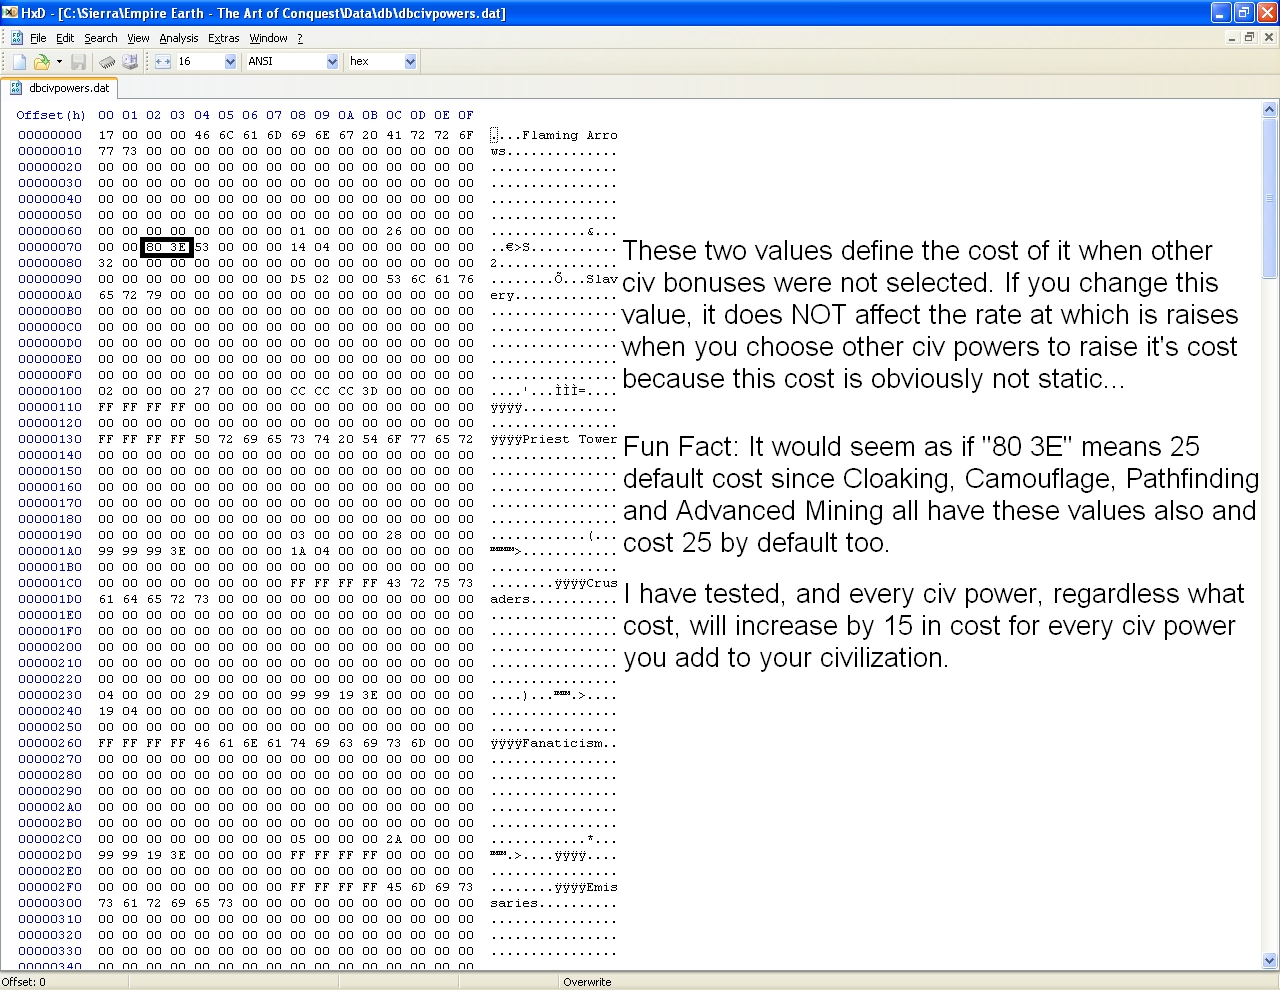 HxD - [C:\Sierra\Empire Earth - The Art of Conquest\Data\db\dbcivpowers.dat]
File Edit Search View Analysis Extras Window ?
16 ANSI hex
dbcivpowers.dat
Offset(h) 00 01 02 03 04 05 06 07 08 09 0A 0B 0C 0D 0E 0F
00000000 17 00 00 00 46 6C 61 6D 69 6E 67 20 41 72 72 6F ....Flaming Arro
00000010 77 73 00 00 00 00 00 00 00 00 00 00 00 00 00 00 ws..............
00000020 00 00 00 00 00 00 00 00 00 00 00 00 00 00 00 00 ................
00000030 00 00 00 00 00 00 00 00 00 00 00 00 00 00 00 00 ................
00000040 00 00 00 00 00 00 00 00 00 00 00 00 00 00 00 00 ................
00000050 00 00 00 00 00 00 00 00 00 00 00 00 00 00 00 00 ................
00000060 00 00 00 00 00 00 00 00 01 00 00 00 26 00 00 00 ............&...
00000070 00 00 80 3E 53 00 00 00 14 04 00 00 00 00 00 00 ..€>S...........
00000080 32 00 00 00 00 00 00 00 00 00 00 00 00 00 00 00 2...............
00000090 00 00 00 00 00 00 00 00 D5 02 00 00 53 6C 61 76 ........Õ...Slav
000000A0 65 72 79 00 00 00 00 00 00 00 00 00 00 00 00 00 ery.............
000000B0 00 00 00 00 00 00 00 00 00 00 00 00 00 00 00 00 ................
000000C0 00 00 00 00 00 00 00 00 00 00 00 00 00 00 00 00 ................
000000D0 00 00 00 00 00 00 00 00 00 00 00 00 00 00 00 00 ................
000000E0 00 00 00 00 00 00 00 00 00 00 00 00 00 00 00 00 ................
000000F0 00 00 00 00 00 00 00 00 00 00 00 00 00 00 00 00 ................
00000100 02 00 00 00 27 00 00 00 CC CC CC 3D 00 00 00 00 ....'...ÌÌÌ=....
00000110 FF FF FF FF 00 00 00 00 00 00 00 00 00 00 00 00 ÿÿÿÿ............
00000120 00 00 00 00 00 00 00 00 00 00 00 00 00 00 00 00 ................
00000130 FF FF FF FF 50 72 69 65 73 74 20 54 6F 77 65 72 ÿÿÿÿPriest Tower
00000140 00 00 00 00 00 00 00 00 00 00 00 00 00 00 00 00 ................
00000150 00 00 00 00 00 00 00 00 00 00 00 00 00 00 00 00 ................
00000160 00 00 00 00 00 00 00 00 00 00 00 00 00 00 00 00 ................
00000170 00 00 00 00 00 00 00 00 00 00 00 00 00 00 00 00 ................
00000180 00 00 00 00 00 00 00 00 00 00 00 00 00 00 00 00 ................
00000190 00 00 00 00 00 00 00 00 03 00 00 00 28 00 00 00 ............(...
000001A0 99 99 99 3E 00 00 00 00 1A 04 00 00 00 00 00 00 ™™™>............
000001B0 00 00 00 00 00 00 00 00 00 00 00 00 00 00 00 00 ................
000001C0 00 00 00 00 00 00 00 00 FF FF FF FF 43 72 75 73 ........ÿÿÿÿCrus
000001D0 61 64 65 72 73 00 00 00 00 00 00 00 00 00 00 00 aders...........
000001E0 00 00 00 00 00 00 00 00 00 00 00 00 00 00 00 00 ................
000001F0 00 00 00 00 00 00 00 00 00 00 00 00 00 00 00 00 ................
00000200 00 00 00 00 00 00 00 00 00 00 00 00 00 00 00 00 ................
00000210 00 00 00 00 00 00 00 00 00 00 00 00 00 00 00 00 ................
00000220 00 00 00 00 00 00 00 00 00 00 00 00 00 00 00 00 ................
00000230 04 00 00 00 29 00 00 00 99 99 19 3E 00 00 00 00 ....)...™™.>....
00000240 19 04 00 00 00 00 00 00 00 00 00 00 00 00 00 00 ................
00000250 00 00 00 00 00 00 00 00 00 00 00 00 00 00 00 00 ................
00000260 FF FF FF FF 46 61 6E 61 74 69 63 69 73 6D 00 00 ÿÿÿÿFanaticism..
00000270 00 00 00 00 00 00 00 00 00 00 00 00 00 00 00 00 ................
00000280 00 00 00 00 00 00 00 00 00 00 00 00 00 00 00 00 ................
00000290 00 00 00 00 00 00 00 00 00 00 00 00 00 00 00 00 ................
000002A0 00 00 00 00 00 00 00 00 00 00 00 00 00 00 00 00 ................
000002B0 00 00 00 00 00 00 00 00 00 00 00 00 00 00 00 00 ................
000002C0 00 00 00 00 00 00 00 00 05 00 00 00 2A 00 00 00 ............*...
000002D0 99 99 19 3E 00 00 00 00 FF FF FF FF 00 00 00 00 ™™.>....ÿÿÿÿ....
000002E0 00 00 00 00 00 00 00 00 00 00 00 00 00 00 00 00 ................
000002F0 00 00 00 00 00 00 00 00 FF FF FF FF 45 6D 69 73 ........ÿÿÿÿEmis
00000300 73 61 72 69 65 73 00 00 00 00 00 00 00 00 00 00 saries..........
00000310 00 00 00 00 00 00 00 00 00 00 00 00 00 00 00 00 ................
00000320 00 00 00 00 00 00 00 00 00 00 00 00 00 00 00 00 ................
00000330 00 00 00 00 00 00 00 00 00 00 00 00 00 00 00 00 ................
00000340 00 00 00 00 00 00 00 00 00 00 00 00 00 00 00 00 ................
These two values define the cost of it when other
civ bonuses were not selected. If you change this
value, it does NOT affect the rate at which is raises
when you choose other civ powers to raise it's cost
because this cost is obviously not static...
Fun Fact: It would seem as if "80 3E" means 25
default cost since Cloaking, Camouflage, Pathfinding
and Advanced Mining all have these values also and
cost 25 by default too.
I have tested, and every civ power, regardless what
cost, will increase by 15 in cost for every civ power
you add to your civilization.
Offset: 0 Overwrite